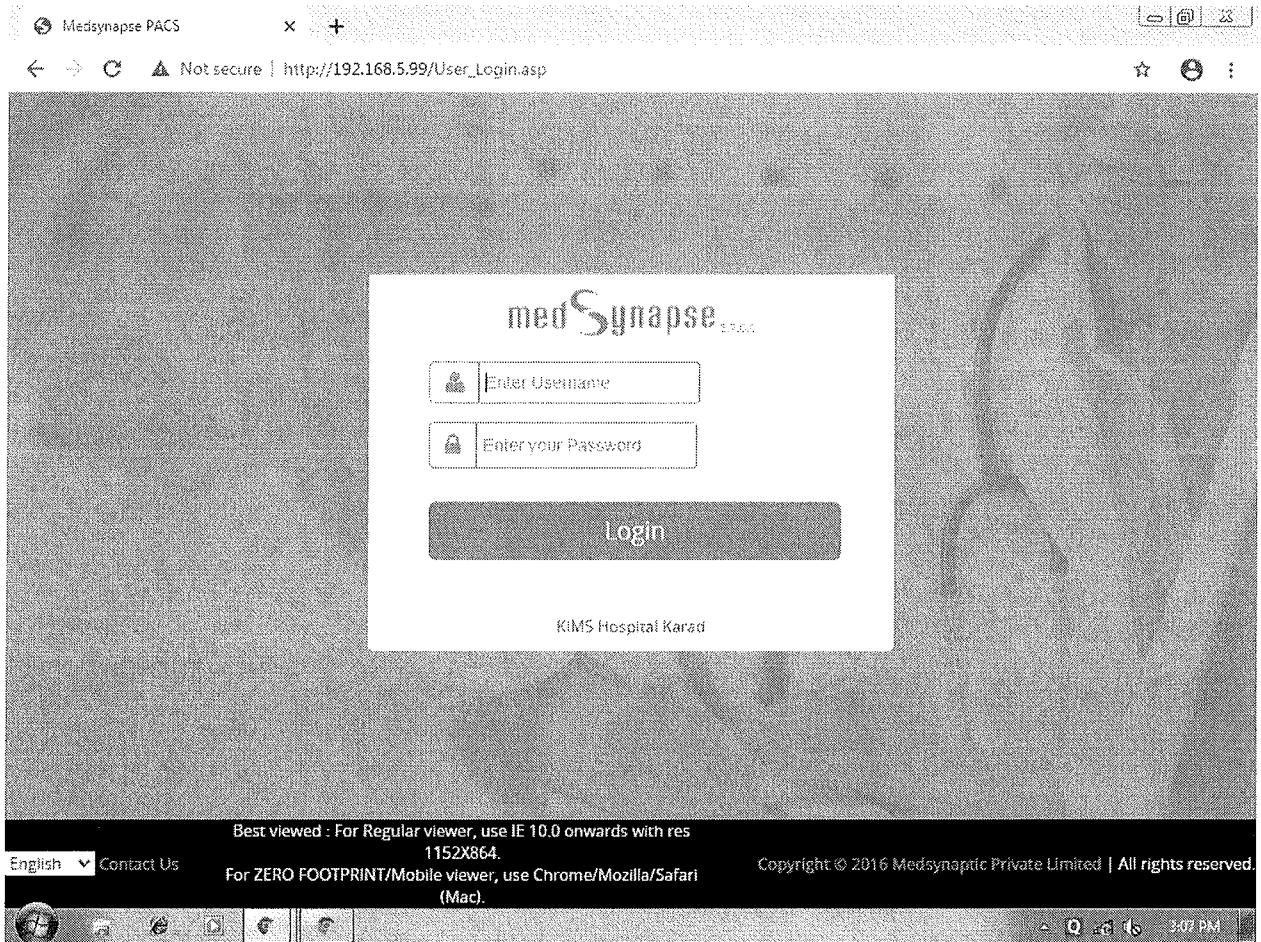 Medsynapse PACS
Not secure | http://192.168.5.99/User_Login.asp
medSynapse
Enter Username
Enter your Password
Login
KIMS Hospital Karad
Best viewed : For Regular viewer, use IE 10.0 onwards with res
1152X864.
For ZERO FOOTPRINT/Mobile viewer, use Chrome/Mozilla/Safari
(Mac).
English
Contact Us
Copyright © 2016 Medsynaptic Private Limited | All rights reserved.
3:07 PM